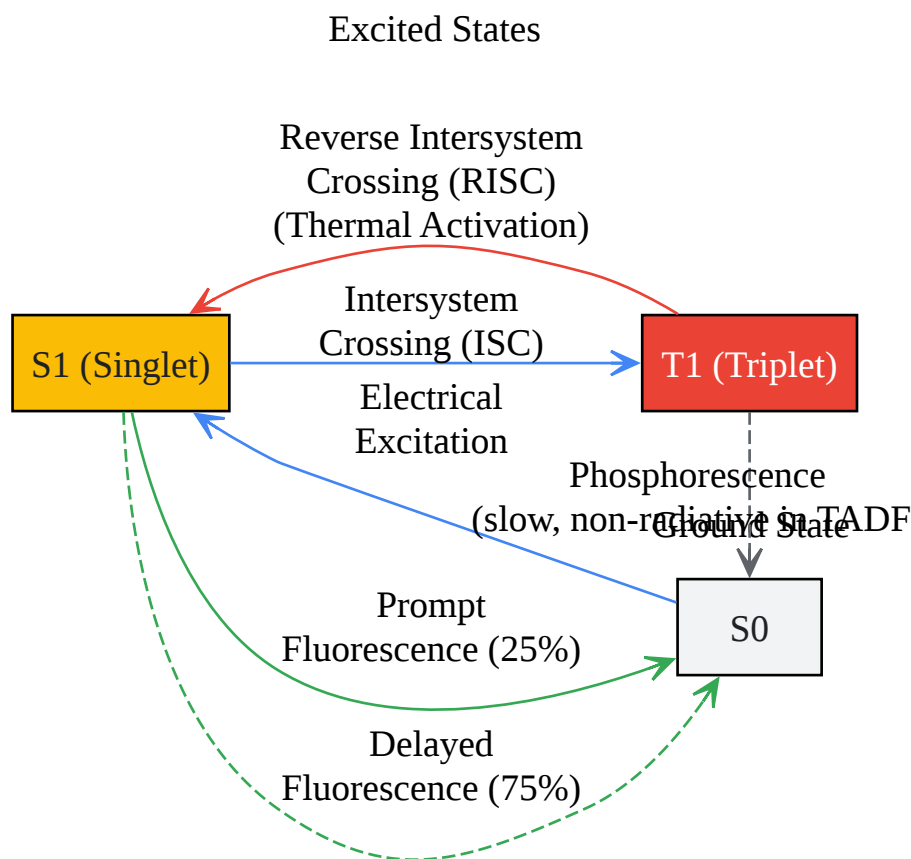 Excited States
Reverse Intersystem
Crossing (RISC)
(Thermal Activation)
Intersystem
Crossing (ISC)
S1 (Singlet)
T1 (Triplet)
Electrical
Excitation
Phosphorescence
(slow, non-radiative in TADF
Ground State
S0
Prompt
Fluorescence (25%)
Delayed
Fluorescence (75%)